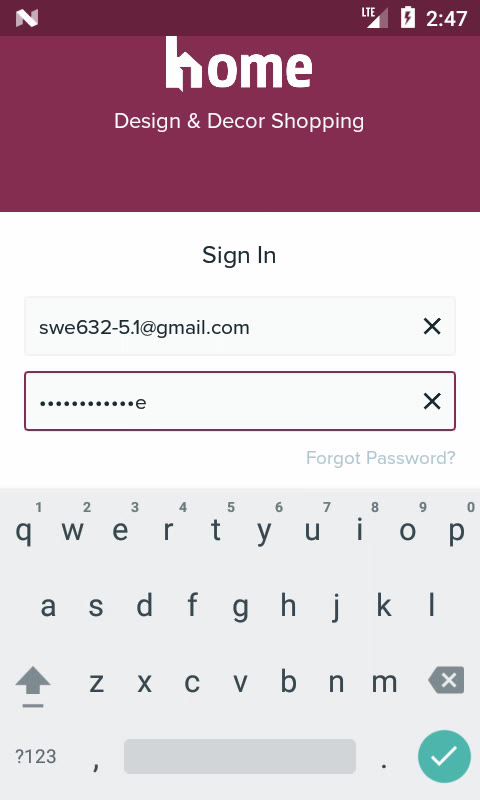 LTE 2:47
home
Design & Decor Shopping
Sign In
swe632-5.1@gmail.com
••••••••••••e
Forgot Password?
1 2 3 4 5 6 7 8 9 0
q w e r t y u i o p
a s d f g h j k l
z x c v b n m
?123 , .